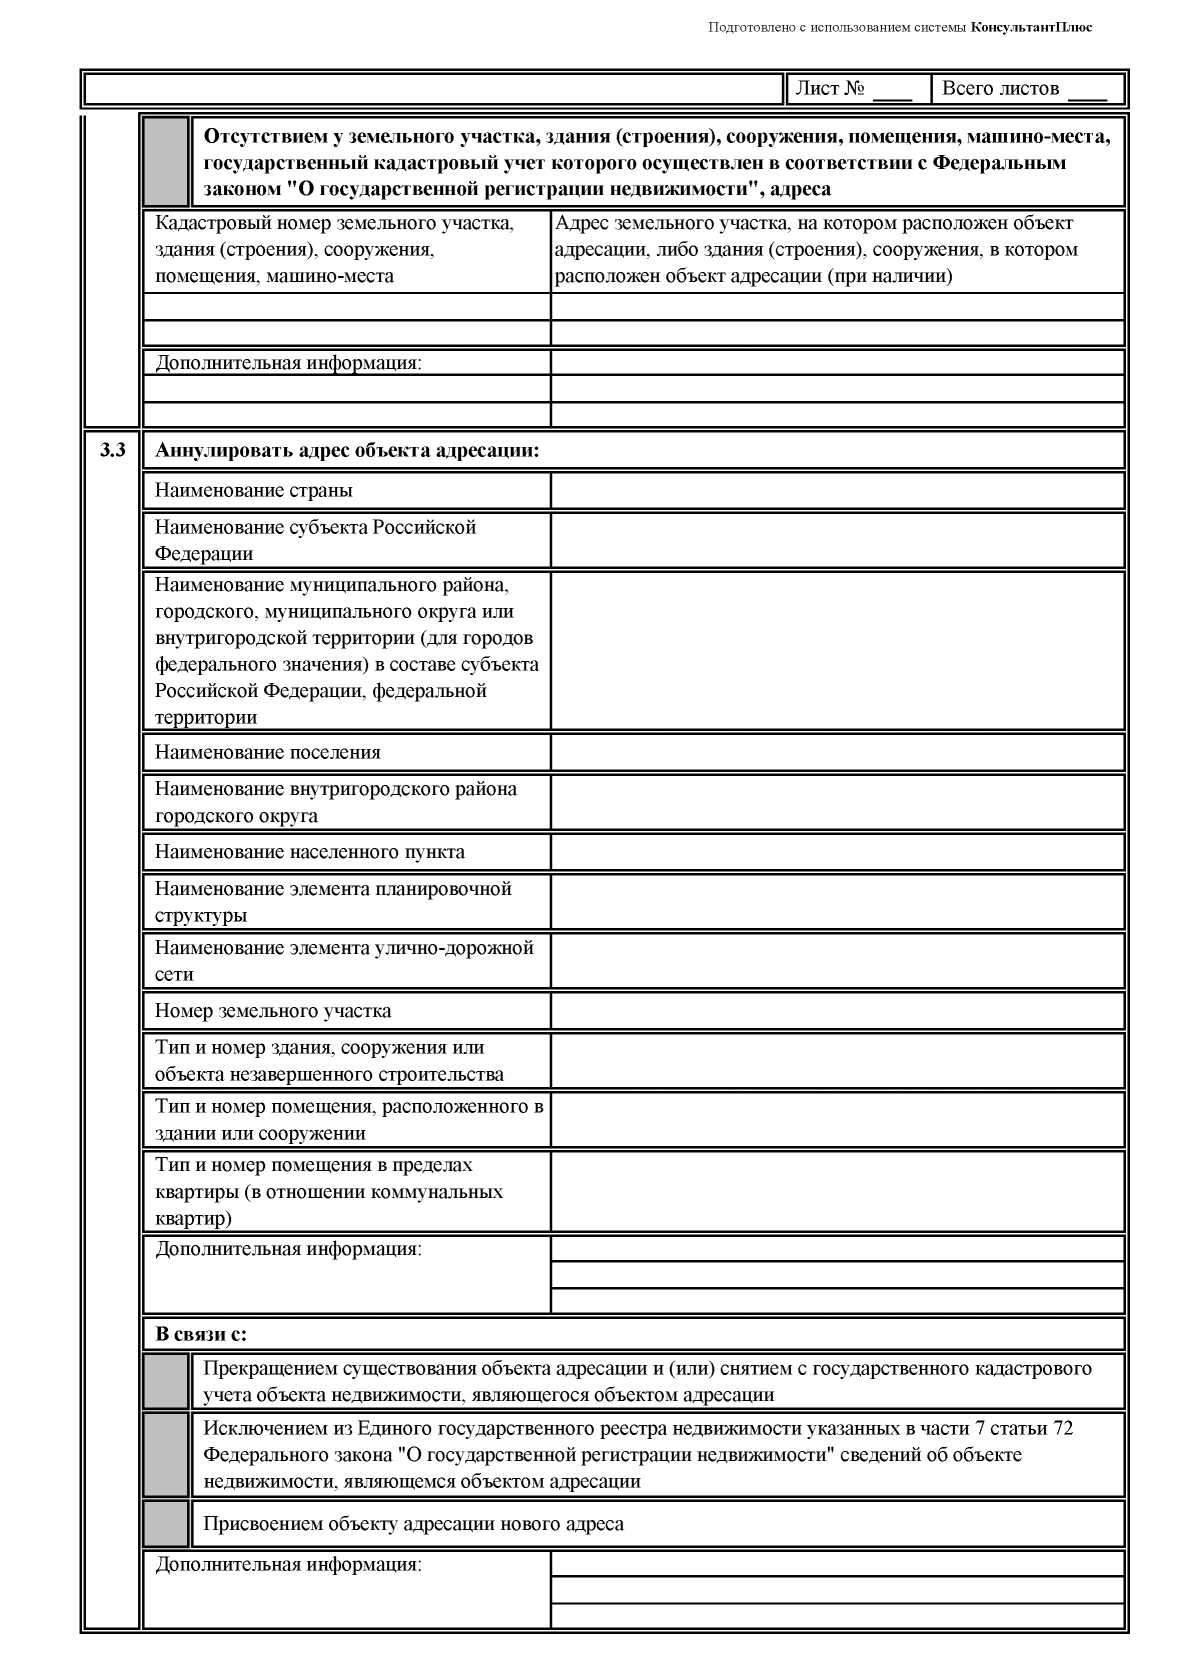 Подготовлено с использованием системы КонсультантПлюс
Лист № ____ Всего листов ____
Отсутствием у земельного участка, здания (строения), сооружения, помещения, машино-места,
государственный кадастровый учет которого осуществлен в соответствии с Федеральным
законом "О государственной регистрации недвижимости", адреса
Кадастровый номер земельного участка,
здания (строения), сооружения,
помещения, машино-места
Адрес земельного участка, на котором расположен объект
адресации, либо здания (строения), сооружения, в котором
расположен объект адресации (при наличии)
Дополнительная информация:
3.3 Аннулировать адрес объекта адресации:
Наименование страны
Наименование субъекта Российской
Федерации
Наименование муниципального района,
городского, муниципального округа или
внутригородской территории (для городов
федерального значения) в составе субъекта
Российской Федерации, федеральной
территории
Наименование поселения
Наименование внутригородского района
городского округа
Наименование населенного пункта
Наименование элемента планировочной
структуры
Наименование элемента улично-дорожной
сети
Номер земельного участка
Тип и номер здания, сооружения или
объекта незавершенного строительства
Тип и номер помещения, расположенного в
здании или сооружении
Тип и номер помещения в пределах
квартиры (в отношении коммунальных
квартир)
Дополнительная информация:
В связи с:
Прекращением существования объекта адресации и (или) снятием с государственного кадастрового
учета объекта недвижимости, являющегося объектом адресации
Исключением из Единого государственного реестра недвижимости указанных в части 7 статьи 72
Федерального закона "О государственной регистрации недвижимости" сведений об объекте
недвижимости, являющемся объектом адресации
Присвоением объекту адресации нового адреса
Дополнительная информация: